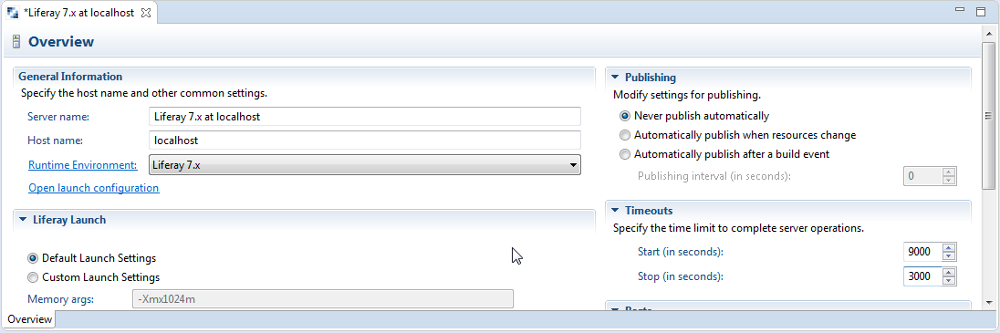 *Liferay 7.x at localhost
Overview
General Information
Specify the host name and other common settings.
Server name: Liferay 7.x at localhost
Host name: localhost
Runtime Environment: Liferay 7.x
Open launch configuration
Liferay Launch
Default Launch Settings
Custom Launch Settings
Memory args: -Xmx1024m
Publishing
Modify settings for publishing.
Never publish automatically
Automatically publish when resources change
Automatically publish after a build event
Publishing interval (in seconds): 0
Timeouts
Specify the time limit to complete server operations.
Start (in seconds): 9000
Stop (in seconds): 3000
Ports
Overview